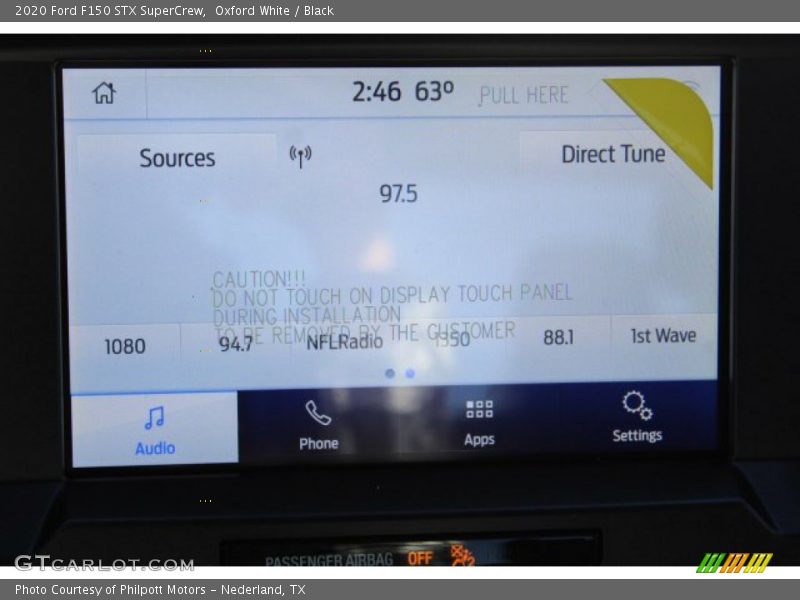 2020 Ford F150 STX SuperCrew, Oxford White / Black
2:46 63º PULL HERE
Sources
Direct Tune
97.5
CAUTION!!!
DO NOT TOUCH ON DISPLAY TOUCH PANEL
DURING INSTALLATION
TO BE REMOVED BY THE CUSTOMER
1080 94.7 NFLRadio 1350 88.1 1st Wave
Audio Phone Apps Settings
PASSENGER AIRBAG OFF
GTCARLOT.COM
Photo Courtesy of Philpott Motors - Nederland, TX